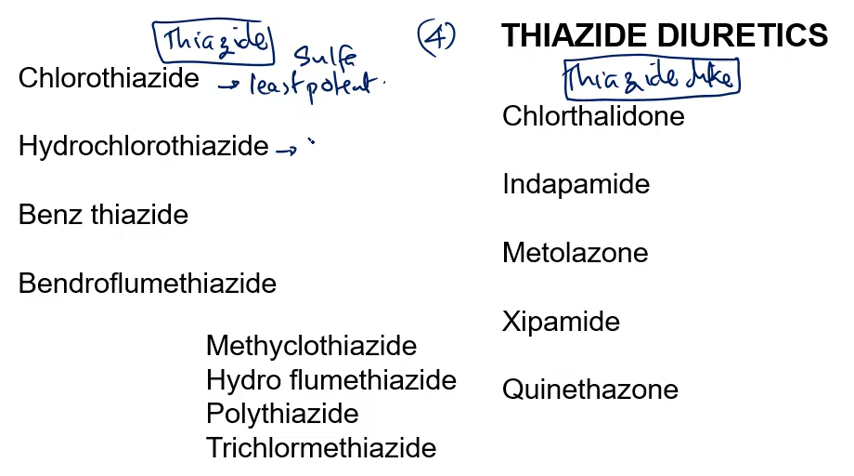 Thiazide
Sulfa
(4)
THIAZIDE DIURETICS
Chlorothiazide → least potent.
Thiazide like
Hydrochlorothiazide →
Chlorthalidone
Benz thiazide
Indapamide
Bendroflumethiazide
Metolazone
Methyclothiazide
Xipamide
Hydro flumethiazide
Quinethazone
Polythiazide
Trichlormethiazide